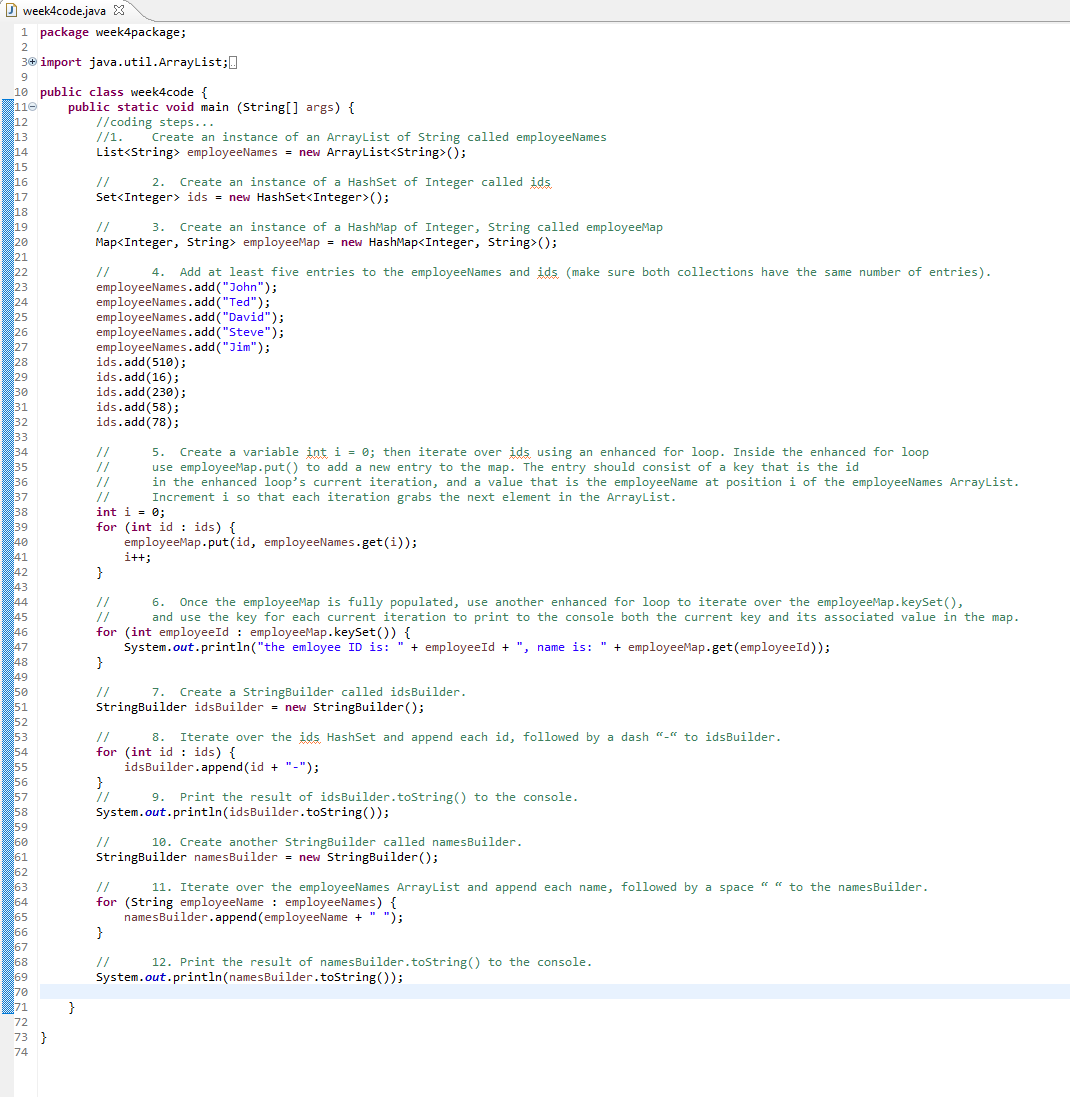 week4code.java
1 package week4package;
2
3 import java.util.ArrayList;
9
10 public class week4code {
11     public static void main (String[] args) {
12         //coding steps...
13         //1.    Create an instance of an ArrayList of String called employeeNames
14         List<String> employeeNames = new ArrayList<String>();
15
16         //      2.  Create an instance of a HashSet of Integer called ids
17         Set<Integer> ids = new HashSet<Integer>();
18
19         //      3.  Create an instance of a HashMap of Integer, String called employeeMap
20         Map<Integer, String> employeeMap = new HashMap<Integer, String>();
21
22         //      4.  Add at least five entries to the employeeNames and ids (make sure both collections have the same number of entries).
23         employeeNames.add("John");
24         employeeNames.add("Ted");
25         employeeNames.add("David");
26         employeeNames.add("Steve");
27         employeeNames.add("Jim");
28         ids.add(510);
29         ids.add(16);
30         ids.add(230);
31         ids.add(58);
32         ids.add(78);
33
34         //      5.  Create a variable int i = 0; then iterate over ids using an enhanced for loop. Inside the enhanced for loop
35         //      use employeeMap.put() to add a new entry to the map. The entry should consist of a key that is the id
36         //      in the enhanced loop’s current iteration, and a value that is the employeeName at position i of the employeeNames ArrayList.
37         //      Increment i so that each iteration grabs the next element in the ArrayList.
38         int i = 0;
39         for (int id : ids) {
40             employeeMap.put(id, employeeNames.get(i));
41             i++;
42         }
43
44         //      6.  Once the employeeMap is fully populated, use another enhanced for loop to iterate over the employeeMap.keySet(),
45         //      and use the key for each current iteration to print to the console both the current key and its associated value in the map.
46         for (int employeeId : employeeMap.keySet()) {
47             System.out.println("the emloyee ID is: " + employeeId + ", name is: " + employeeMap.get(employeeId));
48         }
49
50         //      7.  Create a StringBuilder called idsBuilder.
51         StringBuilder idsBuilder = new StringBuilder();
52
53         //      8.  Iterate over the ids HashSet and append each id, followed by a dash “-“ to idsBuilder.
54         for (int id : ids) {
55             idsBuilder.append(id + "-");
56         }
57         //      9.  Print the result of idsBuilder.toString() to the console.
58         System.out.println(idsBuilder.toString());
59
60         //      10. Create another StringBuilder called namesBuilder.
61         StringBuilder namesBuilder = new StringBuilder();
62
63         //      11. Iterate over the employeeNames ArrayList and append each name, followed by a space “ “ to the namesBuilder.
64         for (String employeeName : employeeNames) {
65             namesBuilder.append(employeeName + " ");
66         }
67
68         //      12. Print the result of namesBuilder.toString() to the console.
69         System.out.println(namesBuilder.toString());
70
71     }
72
73 }
74